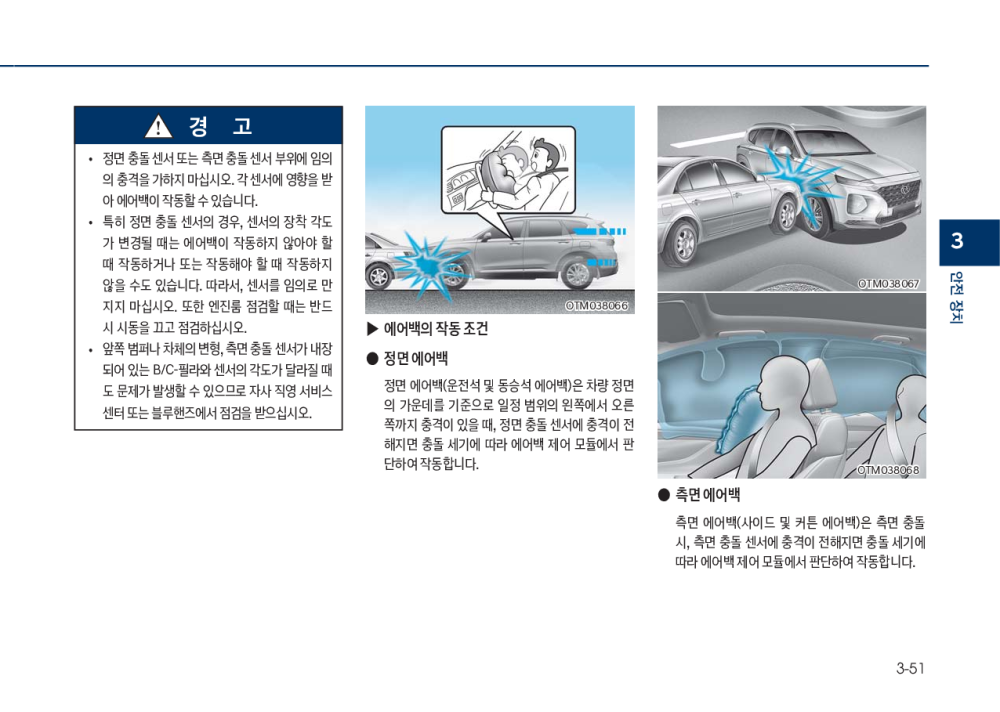 경 고
• 정면 충돌 센서 또는 측면 충돌 센서 부위에 임의
의 충격을 가하지 마십시오. 각 센서에 영향을 받
아 에어백이 작동할 수 있습니다.
• 특히 정면 충돌 센서의 경우, 센서의 장착 각도
가 변경될 때는 에어백이 작동하지 않아야 할
때 작동하거나 또는 작동해야 할 때 작동하지
않을 수도 있습니다. 따라서, 센서를 임의로 만
지지 마십시오. 또한 엔진룸 점검할 때는 반드
시 시동을 끄고 점검하십시오.
• 앞쪽 범퍼나 차체의 변형, 측면 충돌 센서가 내장
되어 있는 B/C-필라와 센서의 각도가 달라질 때
도 문제가 발생할 수 있으므로 자사 직영 서비스
센터 또는 블루핸즈에서 점검을 받으십시오.
OTM038066
▶ 에어백의 작동 조건
● 정면 에어백
정면 에어백(운전석 및 동승석 에어백)은 차량 정면
의 가운데를 기준으로 일정 범위의 왼쪽에서 오른
쪽까지 충격이 있을 때, 정면 충돌 센서에 충격이 전
해지면 충돌 세기에 따라 에어백 제어 모듈에서 판
단하여 작동합니다.
OTM038067
OTM038068
● 측면 에어백
측면 에어백(사이드 및 커튼 에어백)은 측면 충돌
시, 측면 충돌 센서에 충격이 전해지면 충돌 세기에
따라 에어백 제어 모듈에서 판단하여 작동합니다.
3
안전 장치
3-51